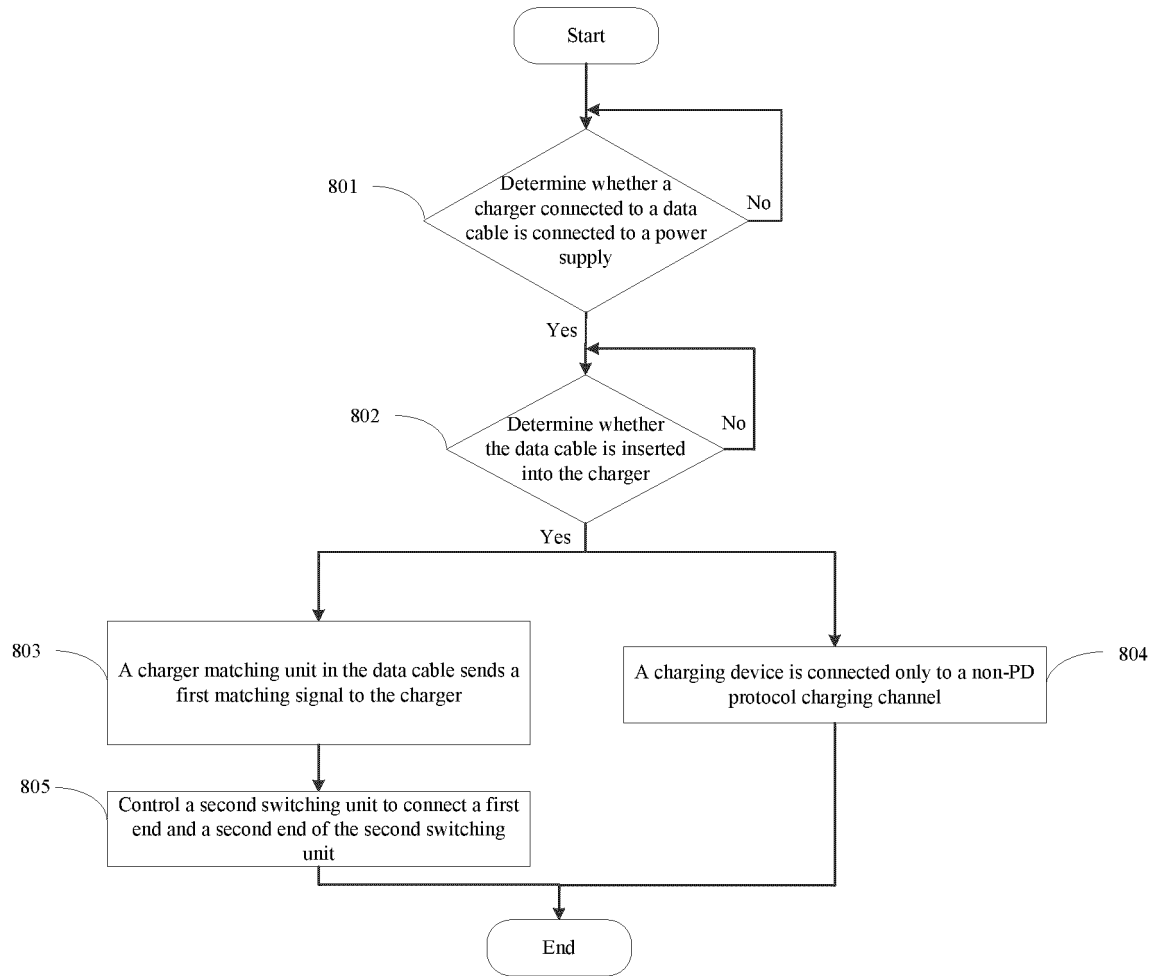 Start
801
Determine whether a
charger connected to a data
cable is connected to a power
supply
No
Yes
802
Determine whether
the data cable is inserted
into the charger
No
Yes
803
A charger matching unit in the data cable sends a
first matching signal to the charger
804
A charging device is connected only to a non-PD
protocol charging channel
805
Control a second switching unit to connect a first
end and a second end of the second switching
unit
End